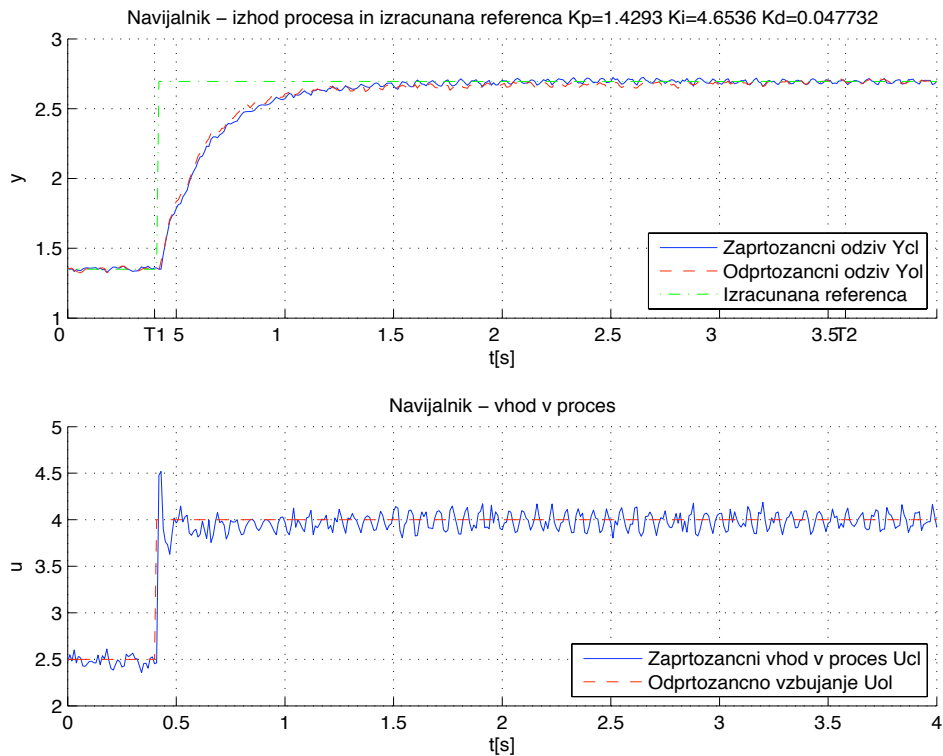 Navijalnik – izhod procesa in izracunana referenca Kp=1.4293 Ki=4.6536 Kd=0.047732
3
2.5
2
1.5
1
y
Zaprtozancni odziv Ycl
Odprtozancni odziv Yol
Izracunana referenca
0 T1 5 1 1.5 2 2.5 3 3.5 T2
t[s]
Navijalnik – vhod v proces
5
4.5
4
3.5
3
2.5
2
u
Zaprtozancni vhod v proces Ucl
Odprtozancno vzbujanje Uol
0 0.5 1 1.5 2 2.5 3 3.5 4
t[s]